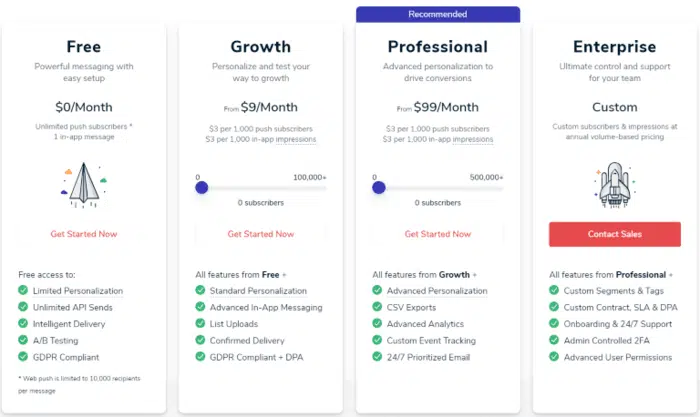 Recommended
Free
Powerful messaging with
easy setup
$0/Month
Unlimited push subscribers *
1 in-app message
Get Started Now
Free access to:
Limited Personalization
Unlimited API Sends
Intelligent Delivery
A/B Testing
GDPR Compliant
* Web push is limited to 10,000 recipients
per message
Growth
Personalize and test your
way to growth
From $9/Month
$3 per 1,000 push subscribers
$3 per 1,000 in-app impressions
0 100,000+
0 subscribers
Get Started Now
All features from Free +
Standard Personalization
Advanced In-App Messaging
List Uploads
Confirmed Delivery
GDPR Compliant + DPA
Professional
Advanced personalization to
drive conversions
From $99/Month
$3 per 1,000 push subscribers
$3 per 1,000 in-app impressions
0 500,000+
0 subscribers
Get Started Now
All features from Growth +
Advanced Personalization
CSV Exports
Advanced Analytics
Custom Event Tracking
24/7 Prioritized Email
Enterprise
Ultimate control and support
for your team
Custom
Custom subscribers & impressions at
annual volume-based pricing
Contact Sales
All features from Professional +
Custom Segments & Tags
Custom Contract, SLA & DPA
Onboarding & 24/7 Support
Admin Controlled 2FA
Advanced User Permissions